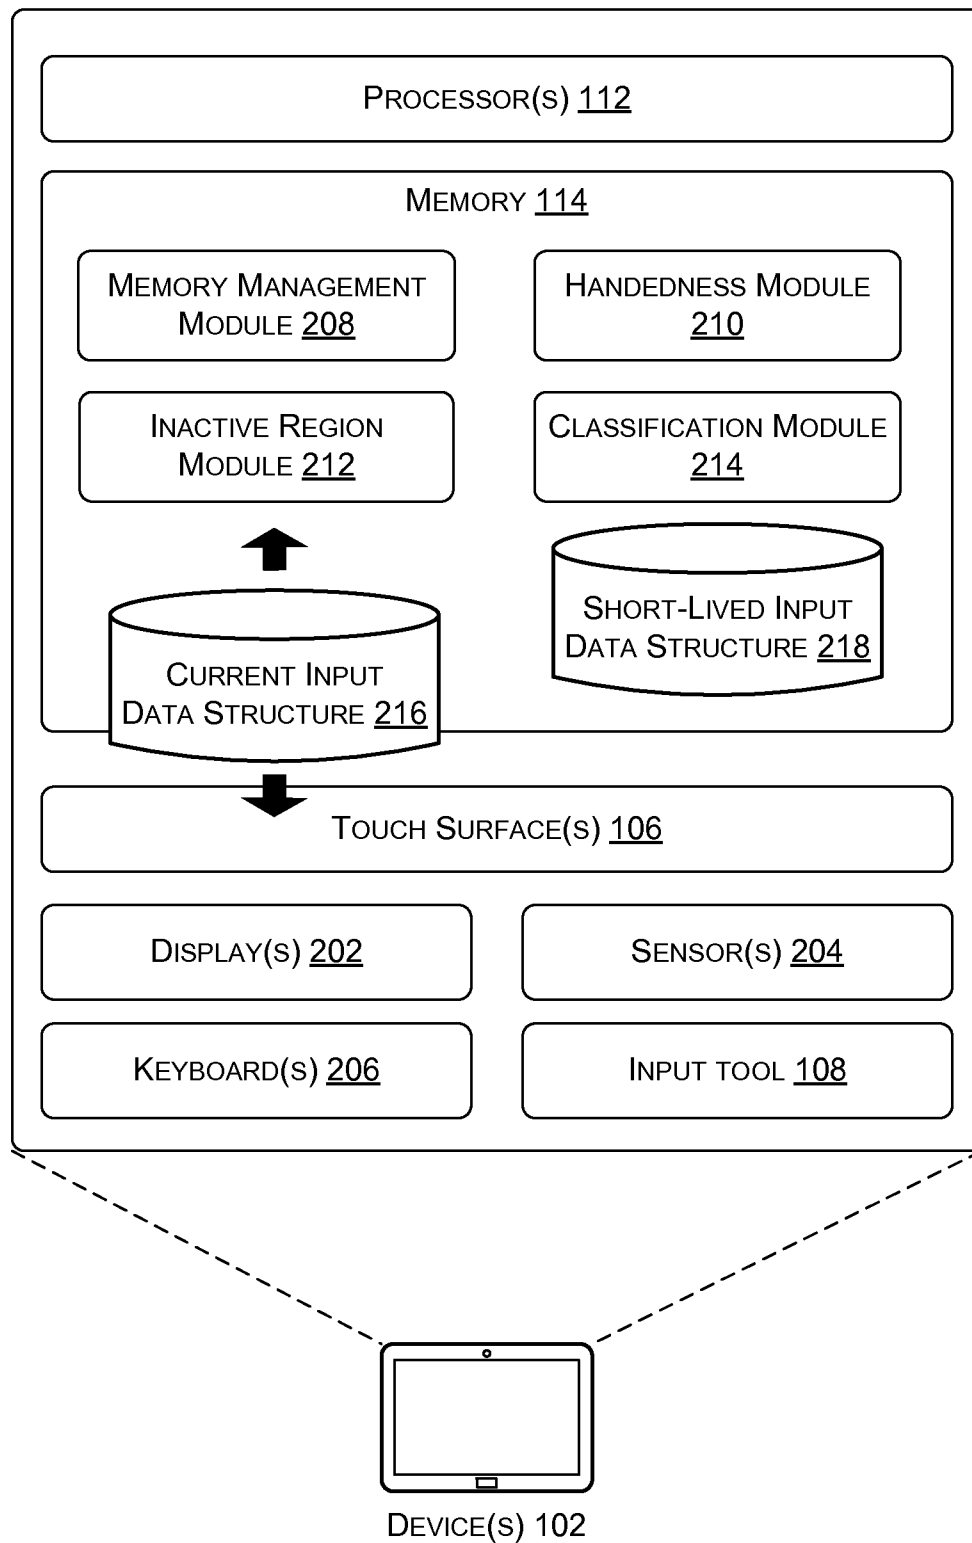 PROCESSOR(S) 112
MEMORY 114
MEMORY MANAGEMENT
MODULE 208
HANDEDNESS MODULE
210
INACTIVE REGION
MODULE 212
CLASSIFICATION MODULE
214
SHORT-LIVED INPUT
DATA STRUCTURE 218
CURRENT INPUT
DATA STRUCTURE 216
TOUCH SURFACE(S) 106
DISPLAY(S) 202
SENSOR(S) 204
KEYBOARD(S) 206
INPUT TOOL 108
DEVICE(S) 102